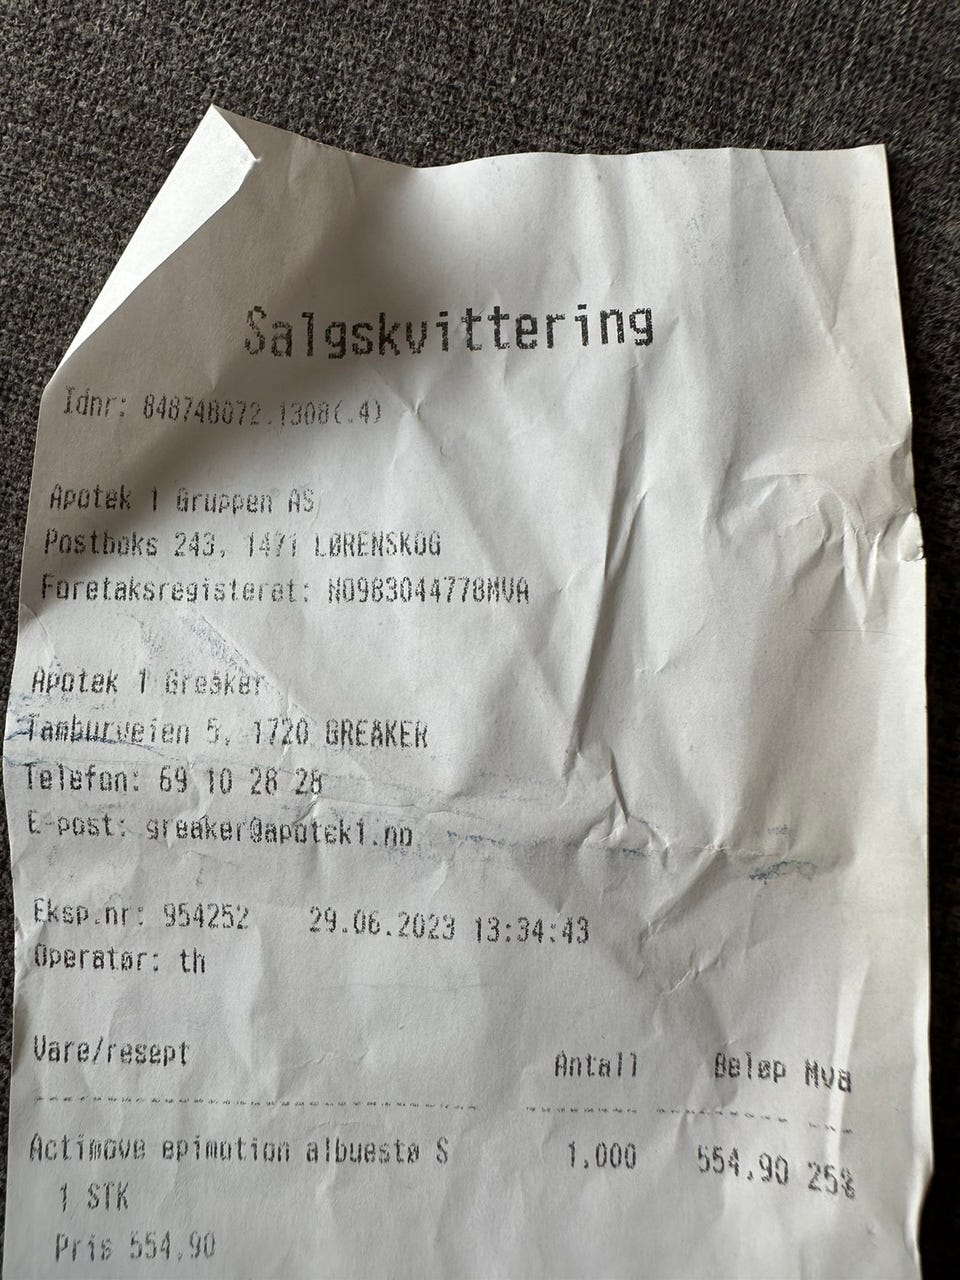 Salgskvittering
Idnr: 848748072.1308(.4)
Apotek 1 Gruppen AS
Postboks 243, 1471 LØRENSKOG
Foretaksregisteret: NO983044778MVA
Apotek 1 Greåker
Tamburveien 5, 1720 GREÅKER
Telefon: 69 10 28 28
E-post: greaker@apotek1.no
Eksp.nr: 954252 29.06.2023 13:34:43
Operatør: th
Vare/resept Antall Beløp Mva
Actimove epimotion albuestø S 1,000 554,90 25%
1 STK
Pris 554,90